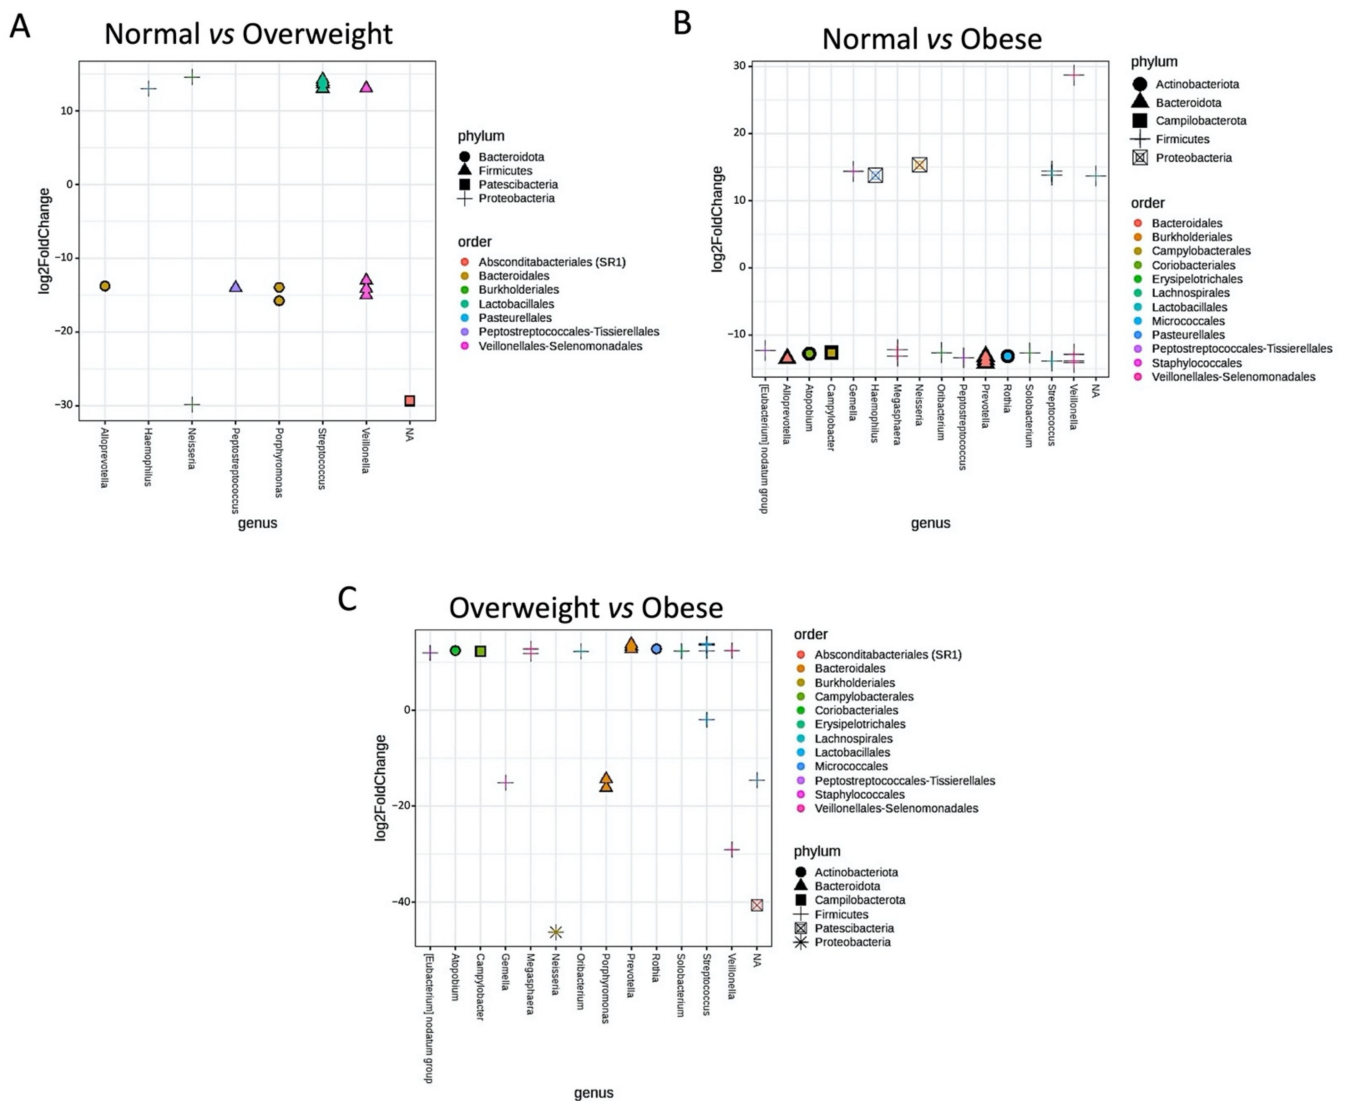 A
Normal vs Overweight
log2FoldChange
10
0
−10
−20
−30
Alloprevotella
Haemophilus
Neisseria
Peptostreptococcus
Porphyromonas
Streptococcus
Veillonella
NA
genus
phylum
Bacteroidota
Firmicutes
Patescibacteria
Proteobacteria
order
Absconditabacteriales (SR1)
Bacteroidales
Burkholderiales
Lactobacillales
Pasteurellales
Peptostreptococcales-Tissierellales
Veillonellales-Selenomonadales
B
Normal vs Obese
log2FoldChange
30
20
10
0
−10
[Eubacterium] nodatum group
Alloprevotella
Atopobium
Campylobacter
Gemella
Haemophilus
Megasphaera
Neisseria
Oribacterium
Peptostreptococcus
Prevotella
Rothia
Solobacterium
Streptococcus
Veillonella
NA
genus
phylum
Actinobacteriota
Bacteroidota
Campilobacterota
Firmicutes
Proteobacteria
order
Bacteroidales
Burkholderiales
Campylobacterales
Coriobacteriales
Erysipelotrichales
Lachnospirales
Lactobacillales
Micrococcales
Pasteurellales
Peptostreptococcales-Tissierellales
Staphylococcales
Veillonellales-Selenomonadales
C
Overweight vs Obese
log2FoldChange
0
−20
−40
[Eubacterium] nodatum group
Atopobium
Campylobacter
Gemella
Megasphaera
Neisseria
Oribacterium
Porphyromonas
Prevotella
Rothia
Solobacterium
Streptococcus
Veillonella
NA
genus
order
Absconditabacteriales (SR1)
Bacteroidales
Burkholderiales
Campylobacterales
Coriobacteriales
Erysipelotrichales
Lachnospirales
Lactobacillales
Micrococcales
Peptostreptococcales-Tissierellales
Staphylococcales
Veillonellales-Selenomonadales
phylum
Actinobacteriota
Bacteroidota
Campilobacterota
Firmicutes
Patescibacteria
Proteobacteria